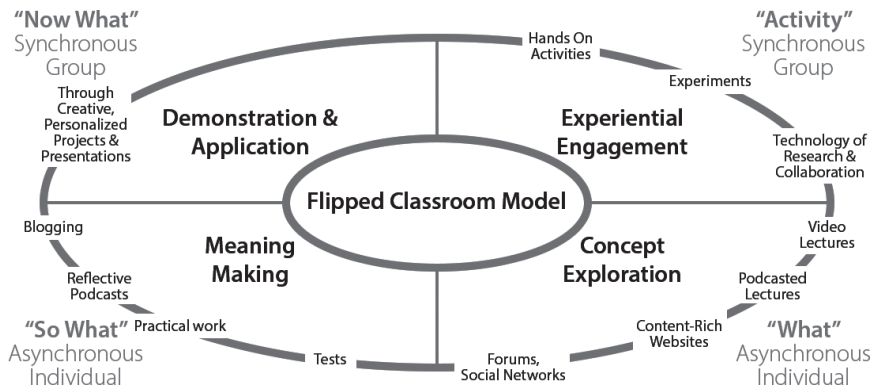 “Now What”
Synchronous
Group
“Activity”
Synchronous
Group
Hands On
Activities
Experiments
Technology of
Research &
Collaboration
Through
Creative,
Personalized
Projects &
Presentations
Demonstration &
Application
Experiential
Engagement
Flipped Classroom Model
Meaning
Making
Concept
Exploration
Blogging
Reflective
Podcasts
Practical work
Tests
Video
Lectures
Podcasted
Lectures
Content-Rich
Websites
Forums,
Social Networks
“So What”
Asynchronous
Individual
“What”
Asynchronous
Individual